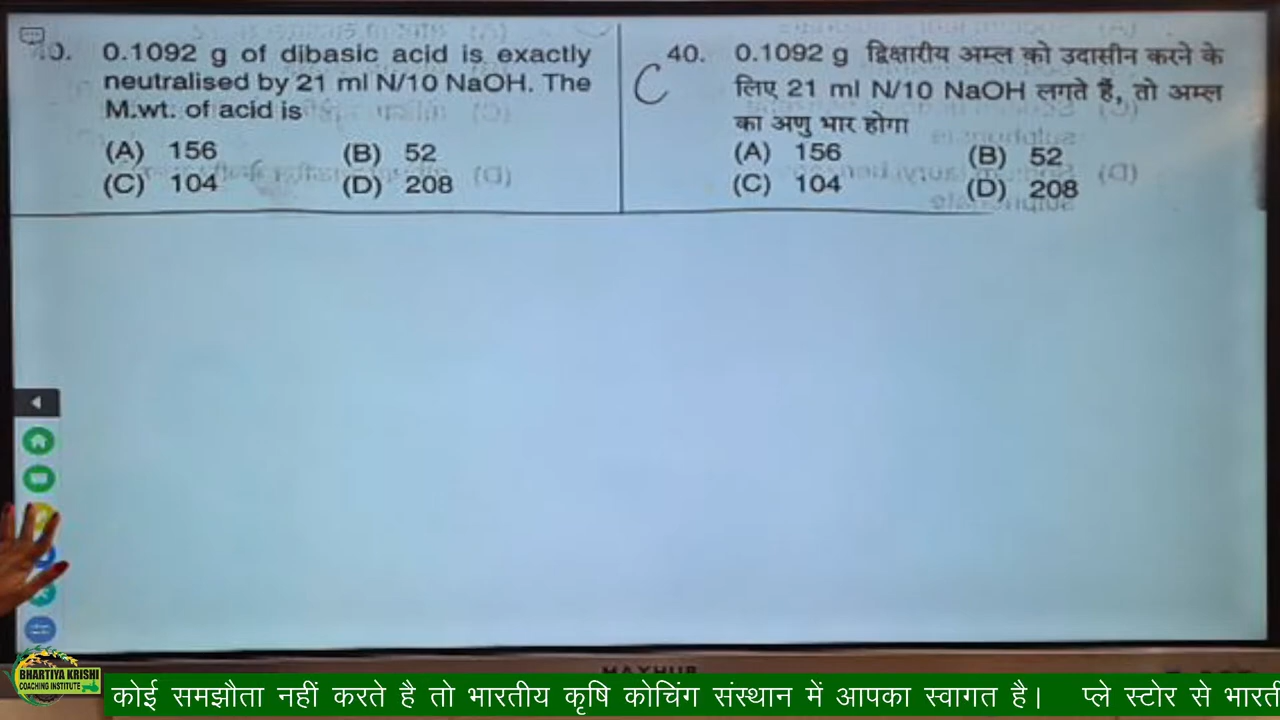 0. 0.1092 g of dibasic acid is exactly
neutralised by 21 ml N/10 NaOH. The
M.wt. of acid is
(A) 156 (B) 52
(C) 104 (D) 208
C
40. 0.1092 g द्विक्षारीय अम्ल को उदासीन करने के
लिए 21 ml N/10 NaOH लगते हैं, तो अम्ल
का अणु भार होगा
(A) 156 (B) 52
(C) 104 (D) 208
BHARTIYA KRISHI
COACHING INSTITUTE
कोई समझौता नहीं करते है तो भारतीय कृषि कोचिंग संस्थान में आपका स्वागत है। प्ले स्टोर से भारती